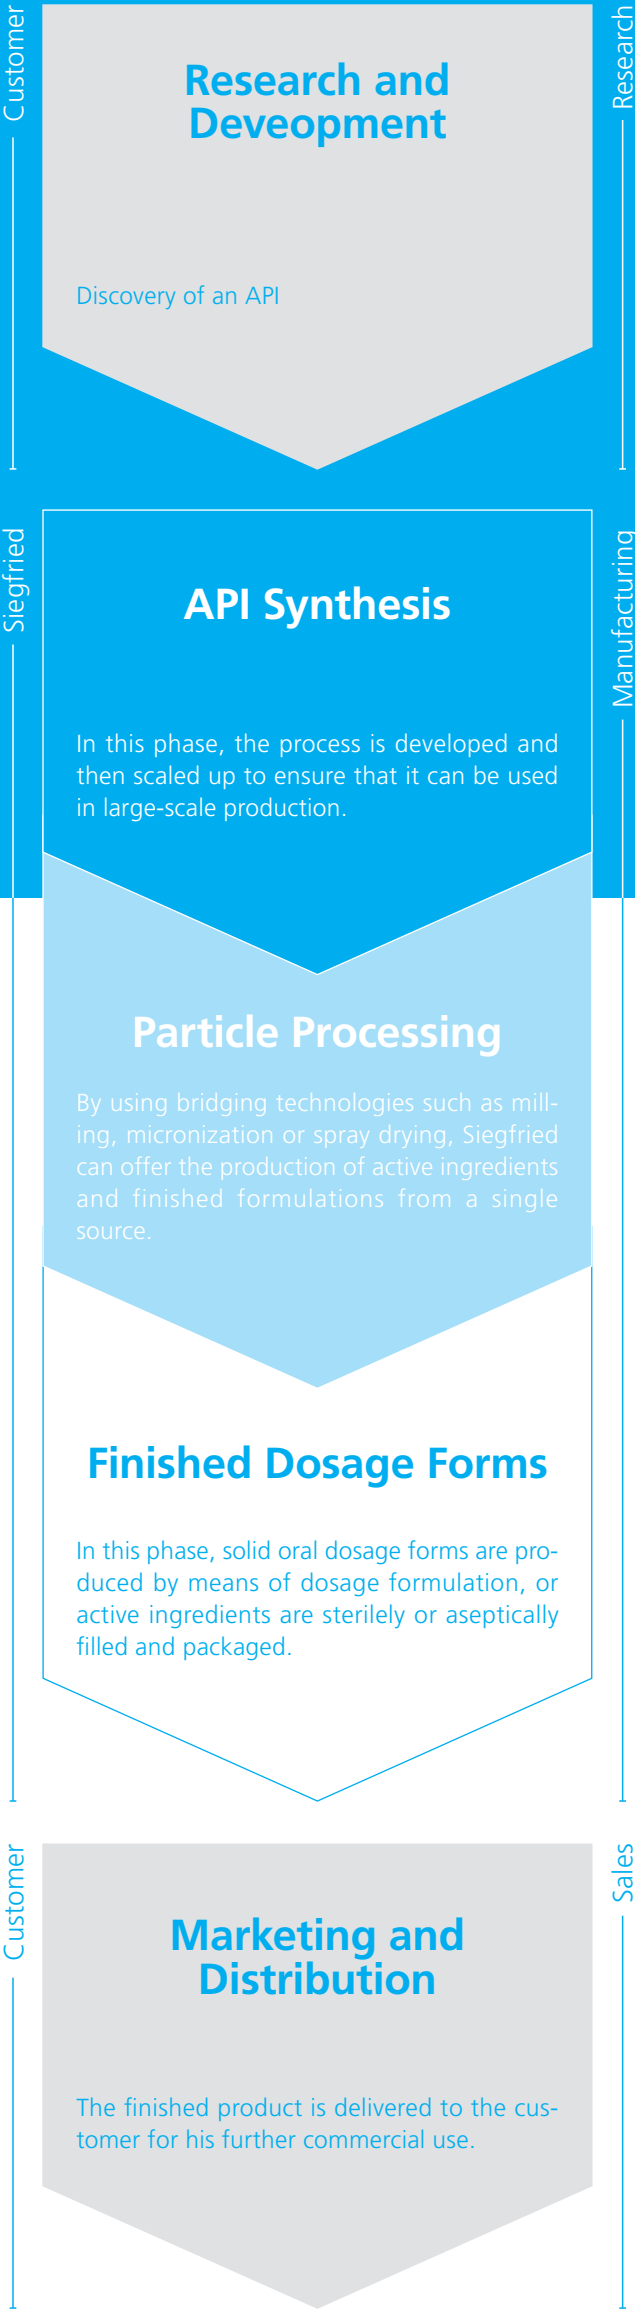 Customer
Research
Research and
Deveopment
Discovery of an API
Siegfried
Manufacturing
API Synthesis
In this phase, the process is developed and
then scaled up to ensure that it can be used
in large-scale production.
Particle Processing
By using bridging technologies such as mill-
ing, micronization or spray drying, Siegfried
can offer the production of active ingredients
and finished formulations from a single
source.
Finished Dosage Forms
In this phase, solid oral dosage forms are pro-
duced by means of dosage formulation, or
active ingredients are sterilely or aseptically
filled and packaged.
Customer
Sales
Marketing and
Distribution
The finished product is delivered to the cus-
tomer for his further commercial use.